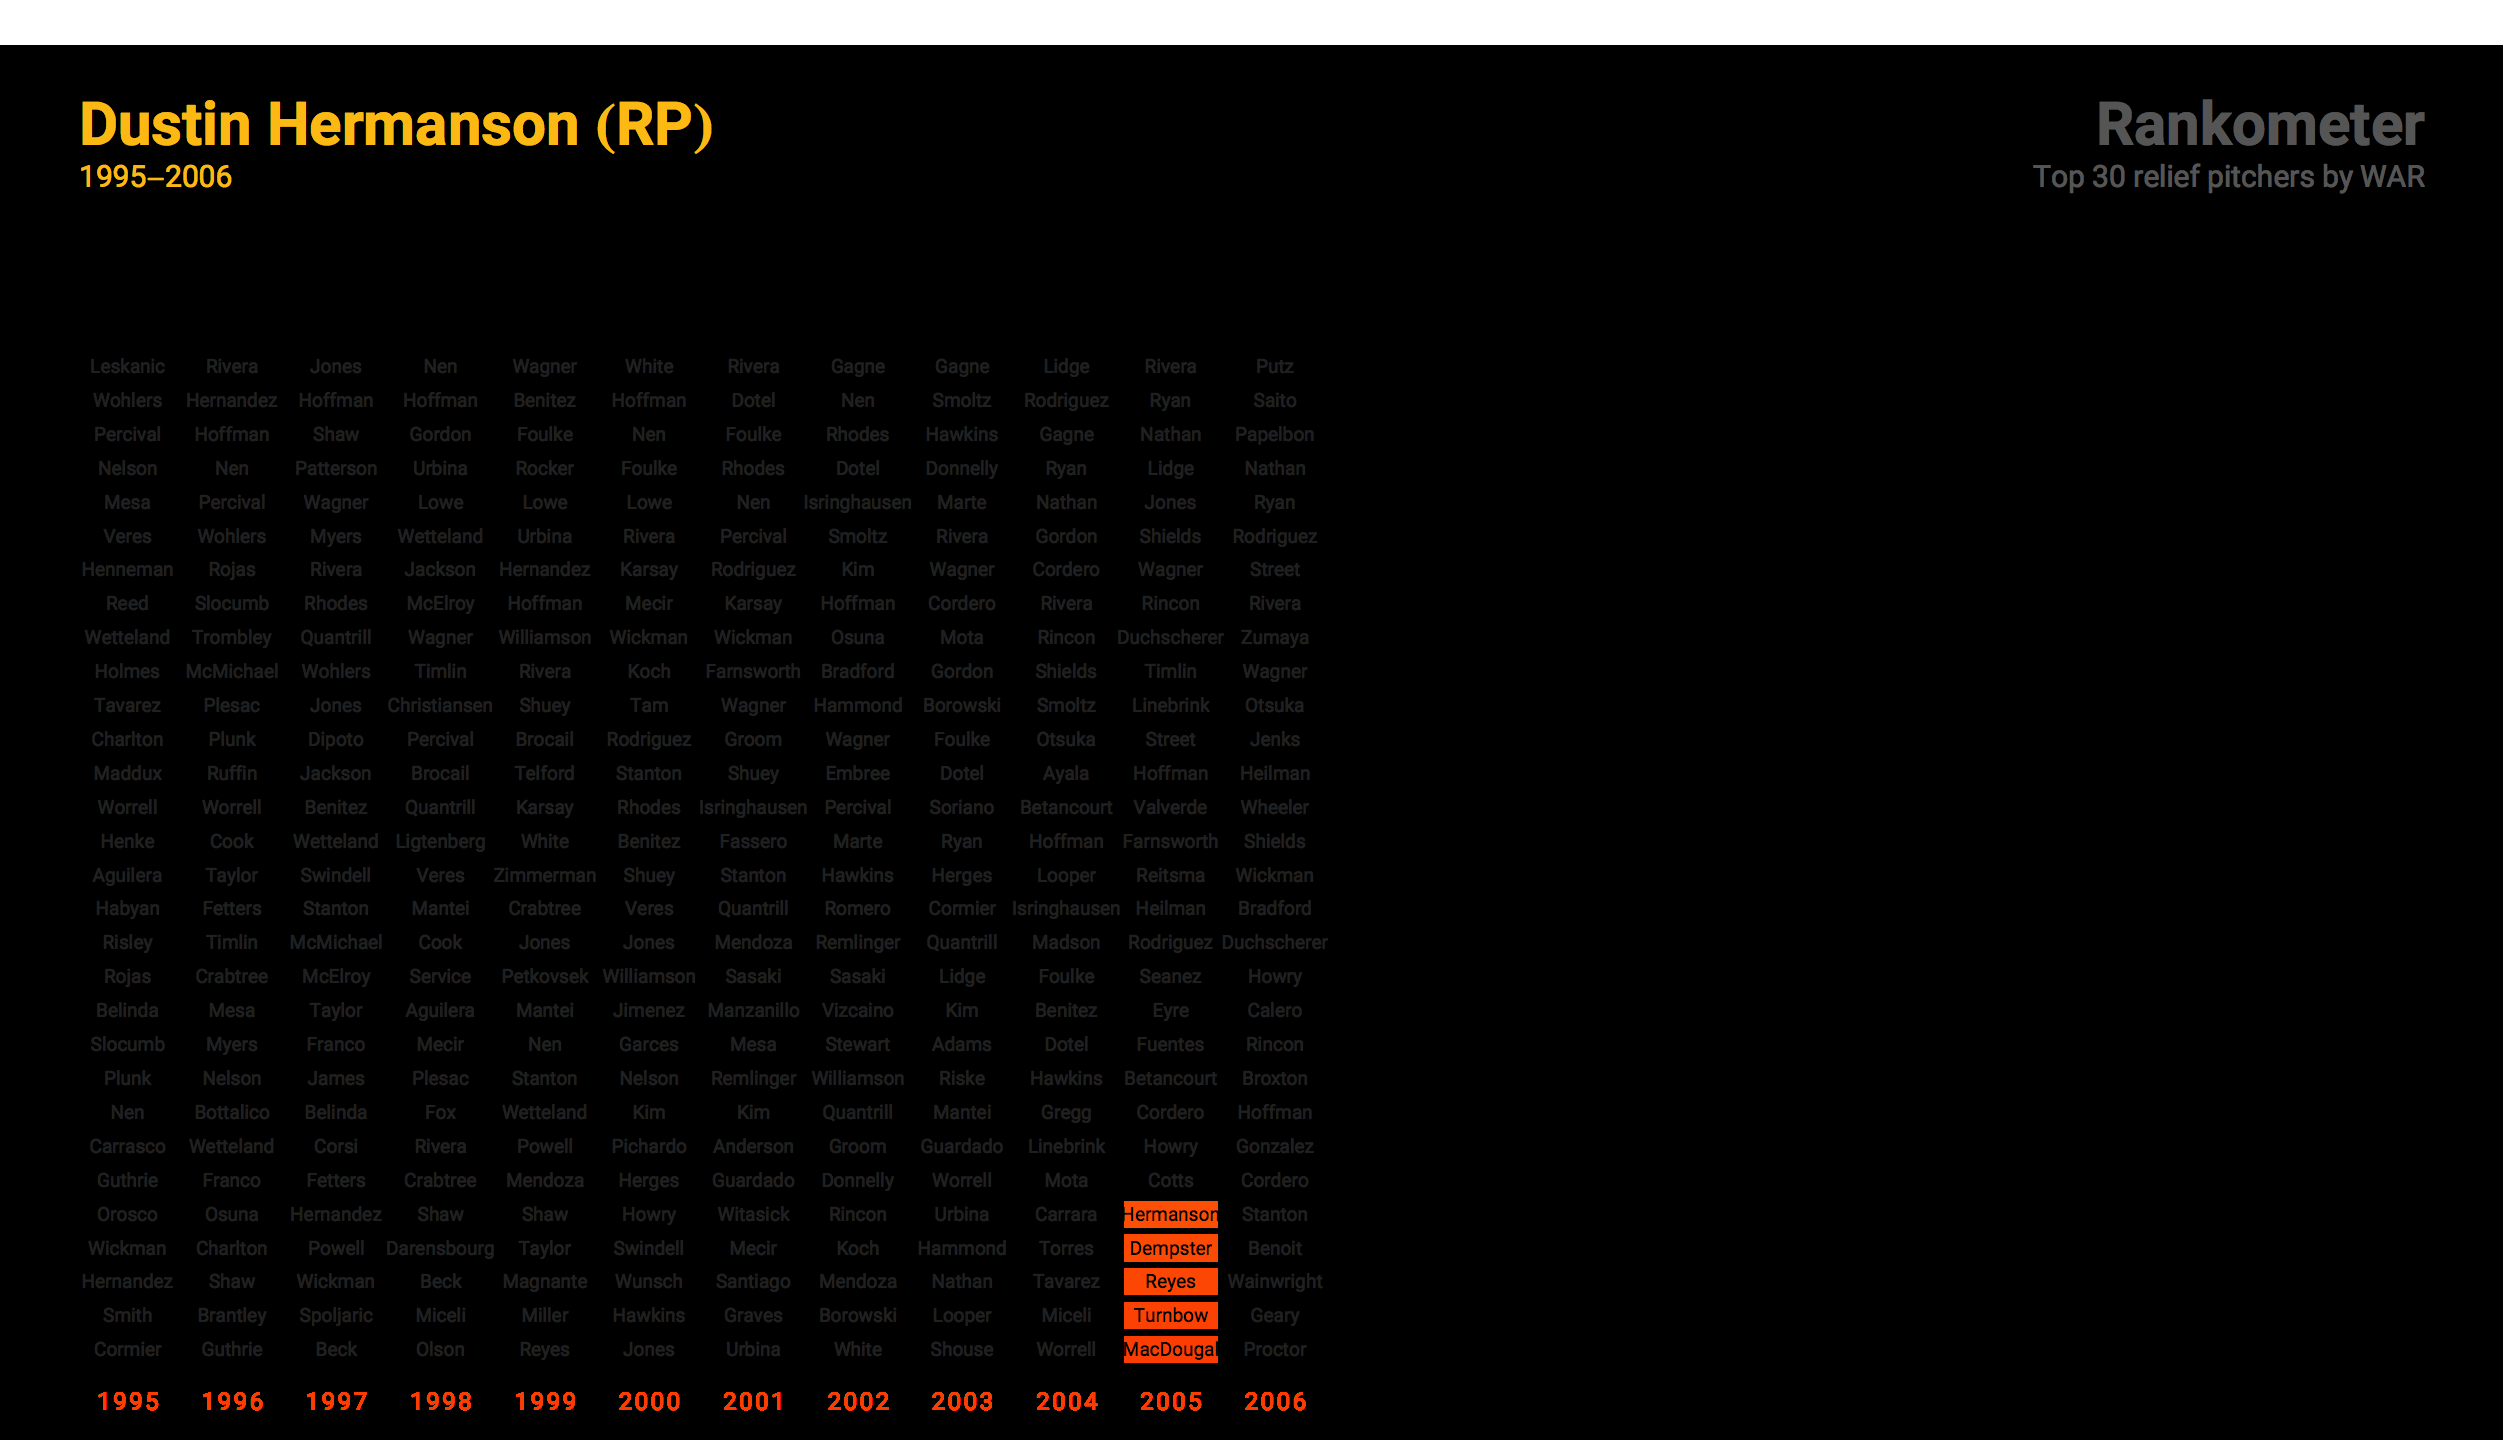 Dustin Hermanson (RP)
1995–2006
Rankometer
Top 30 relief pitchers by WAR
Leskanic Rivera Jones Nen Wagner White Rivera Gagne Gagne Lidge Rivera Putz
Wohlers Hernandez Hoffman Hoffman Benitez Hoffman Dotel Nen Smoltz Rodriguez Ryan Saito
Percival Hoffman Shaw Gordon Foulke Nen Foulke Rhodes Hawkins Gagne Nathan Papelbon
Nelson Nen Patterson Urbina Rocker Foulke Rhodes Dotel Donnelly Ryan Lidge Nathan
Mesa Percival Wagner Lowe Lowe Lowe Nen Isringhausen Marte Nathan Jones Ryan
Veres Wohlers Myers Wetteland Urbina Rivera Percival Smoltz Rivera Gordon Shields Rodriguez
Henneman Rojas Rivera Jackson Hernandez Karsay Rodriguez Kim Wagner Cordero Wagner Street
Reed Slocumb Rhodes McElroy Hoffman Mecir Karsay Hoffman Cordero Rivera Rincon Rivera
Wetteland Trombley Quantrill Wagner Williamson Wickman Wickman Osuna Mota Rincon Duchscherer Zumaya
Holmes McMichael Wohlers Timlin Rivera Koch Farnsworth Bradford Gordon Shields Timlin Wagner
Tavarez Plesac Jones Christiansen Shuey Tam Wagner Hammond Borowski Smoltz Linebrink Otsuka
Charlton Plunk Dipoto Percival Brocail Rodriguez Groom Wagner Foulke Otsuka Street Jenks
Maddux Ruffin Jackson Brocail Telford Stanton Shuey Embree Dotel Ayala Hoffman Heilman
Worrell Worrell Benitez Quantrill Karsay Rhodes Isringhausen Percival Soriano Betancourt Valverde Wheeler
Henke Cook Wetteland Ligtenberg White Benitez Fassero Marte Ryan Hoffman Farnsworth Shields
Aguilera Taylor Swindell Veres Zimmerman Shuey Stanton Hawkins Herges Looper Reitsma Wickman
Habyan Fetters Stanton Mantei Crabtree Veres Quantrill Romero Cormier Isringhausen Heilman Bradford
Risley Timlin McMichael Cook Jones Jones Mendoza Remlinger Quantrill Madson Rodriguez Duchscherer
Rojas Crabtree McElroy Service Petkovsek Williamson Sasaki Sasaki Lidge Foulke Seanez Howry
Belinda Mesa Taylor Aguilera Mantei Jimenez Manzanillo Vizcaino Kim Benitez Eyre Calero
Slocumb Myers Franco Mecir Nen Garces Mesa Stewart Adams Dotel Fuentes Rincon
Plunk Nelson James Plesac Stanton Nelson Remlinger Williamson Riske Hawkins Betancourt Broxton
Nen Bottalico Belinda Fox Wetteland Kim Kim Quantrill Mantei Gregg Cordero Hoffman
Carrasco Wetteland Corsi Rivera Powell Pichardo Anderson Groom Guardado Linebrink Howry Gonzalez
Guthrie Franco Fetters Crabtree Mendoza Herges Guardado Donnelly Worrell Mota Cotts Cordero
Orosco Osuna Hernandez Shaw Shaw Howry Witasick Rincon Urbina Carrara Hermanson Stanton
Wickman Charlton Powell Darensbourg Taylor Swindell Mecir Koch Hammond Torres Dempster Benoit
Hernandez Shaw Wickman Beck Magnante Wunsch Santiago Mendoza Nathan Tavarez Reyes Wainwright
Smith Brantley Spoljaric Miceli Miller Hawkins Graves Borowski Looper Miceli Turnbow Geary
Cormier Guthrie Beck Olson Reyes Jones Urbina White Shouse Worrell MacDougal Proctor
1995 1996 1997 1998 1999 2000 2001 2002 2003 2004 2005 2006